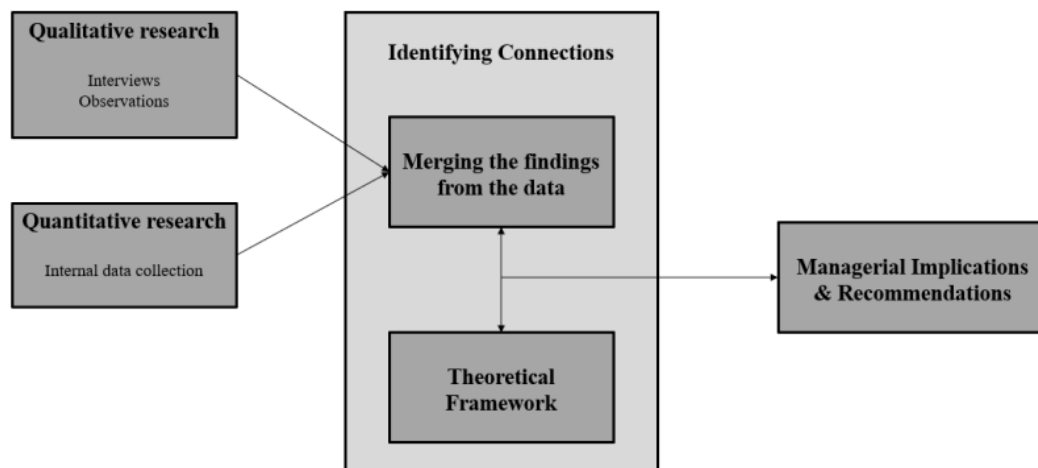 Qualitative research
Interviews
Observations
Quantitative research
Internal data collection
Identifying Connections
Merging the findings
from the data
Theoretical
Framework
Managerial Implications
& Recommendations